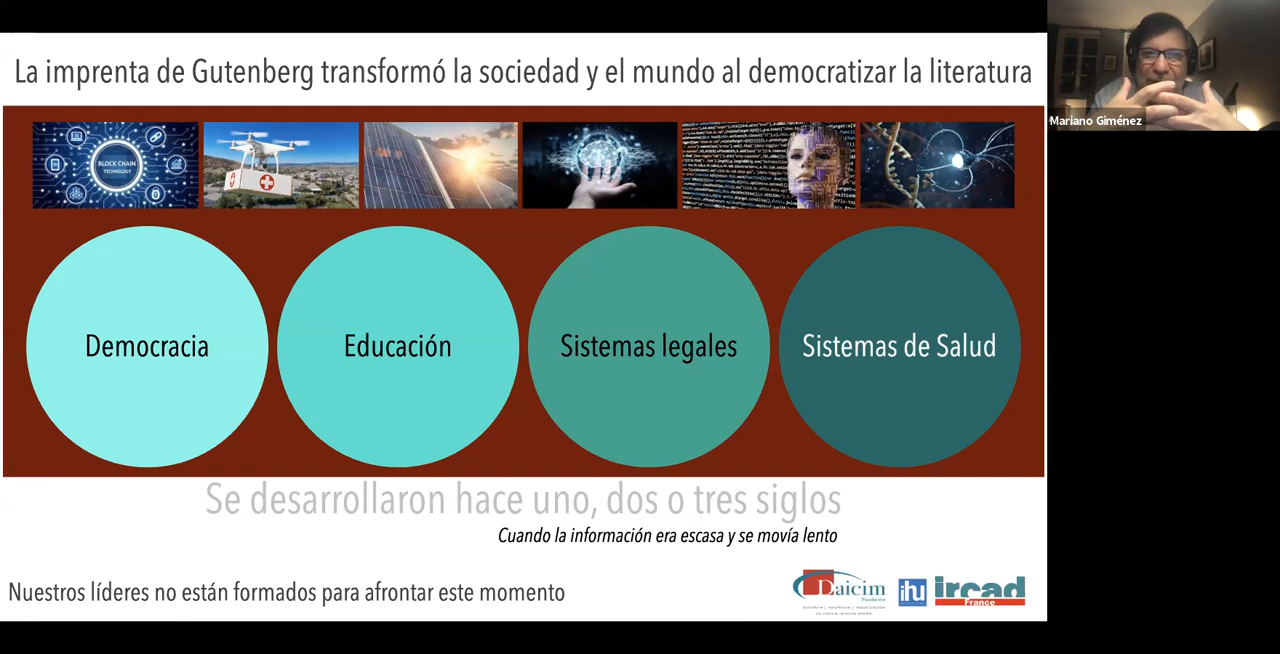 La imprenta de Gutenberg transformó la sociedad y el mundo al democratizar la literatura
Mariano Giménez
BLOCK CHAIN
TECHNOLOGY
Democracia
Educación
Sistemas legales
Sistemas de Salud
Se desarrollaron hace uno, dos o tres siglos
Cuando la información era escasa y se movía lento
Nuestros líderes no están formados para afrontar este momento
Daicim
ihu
ircad
France